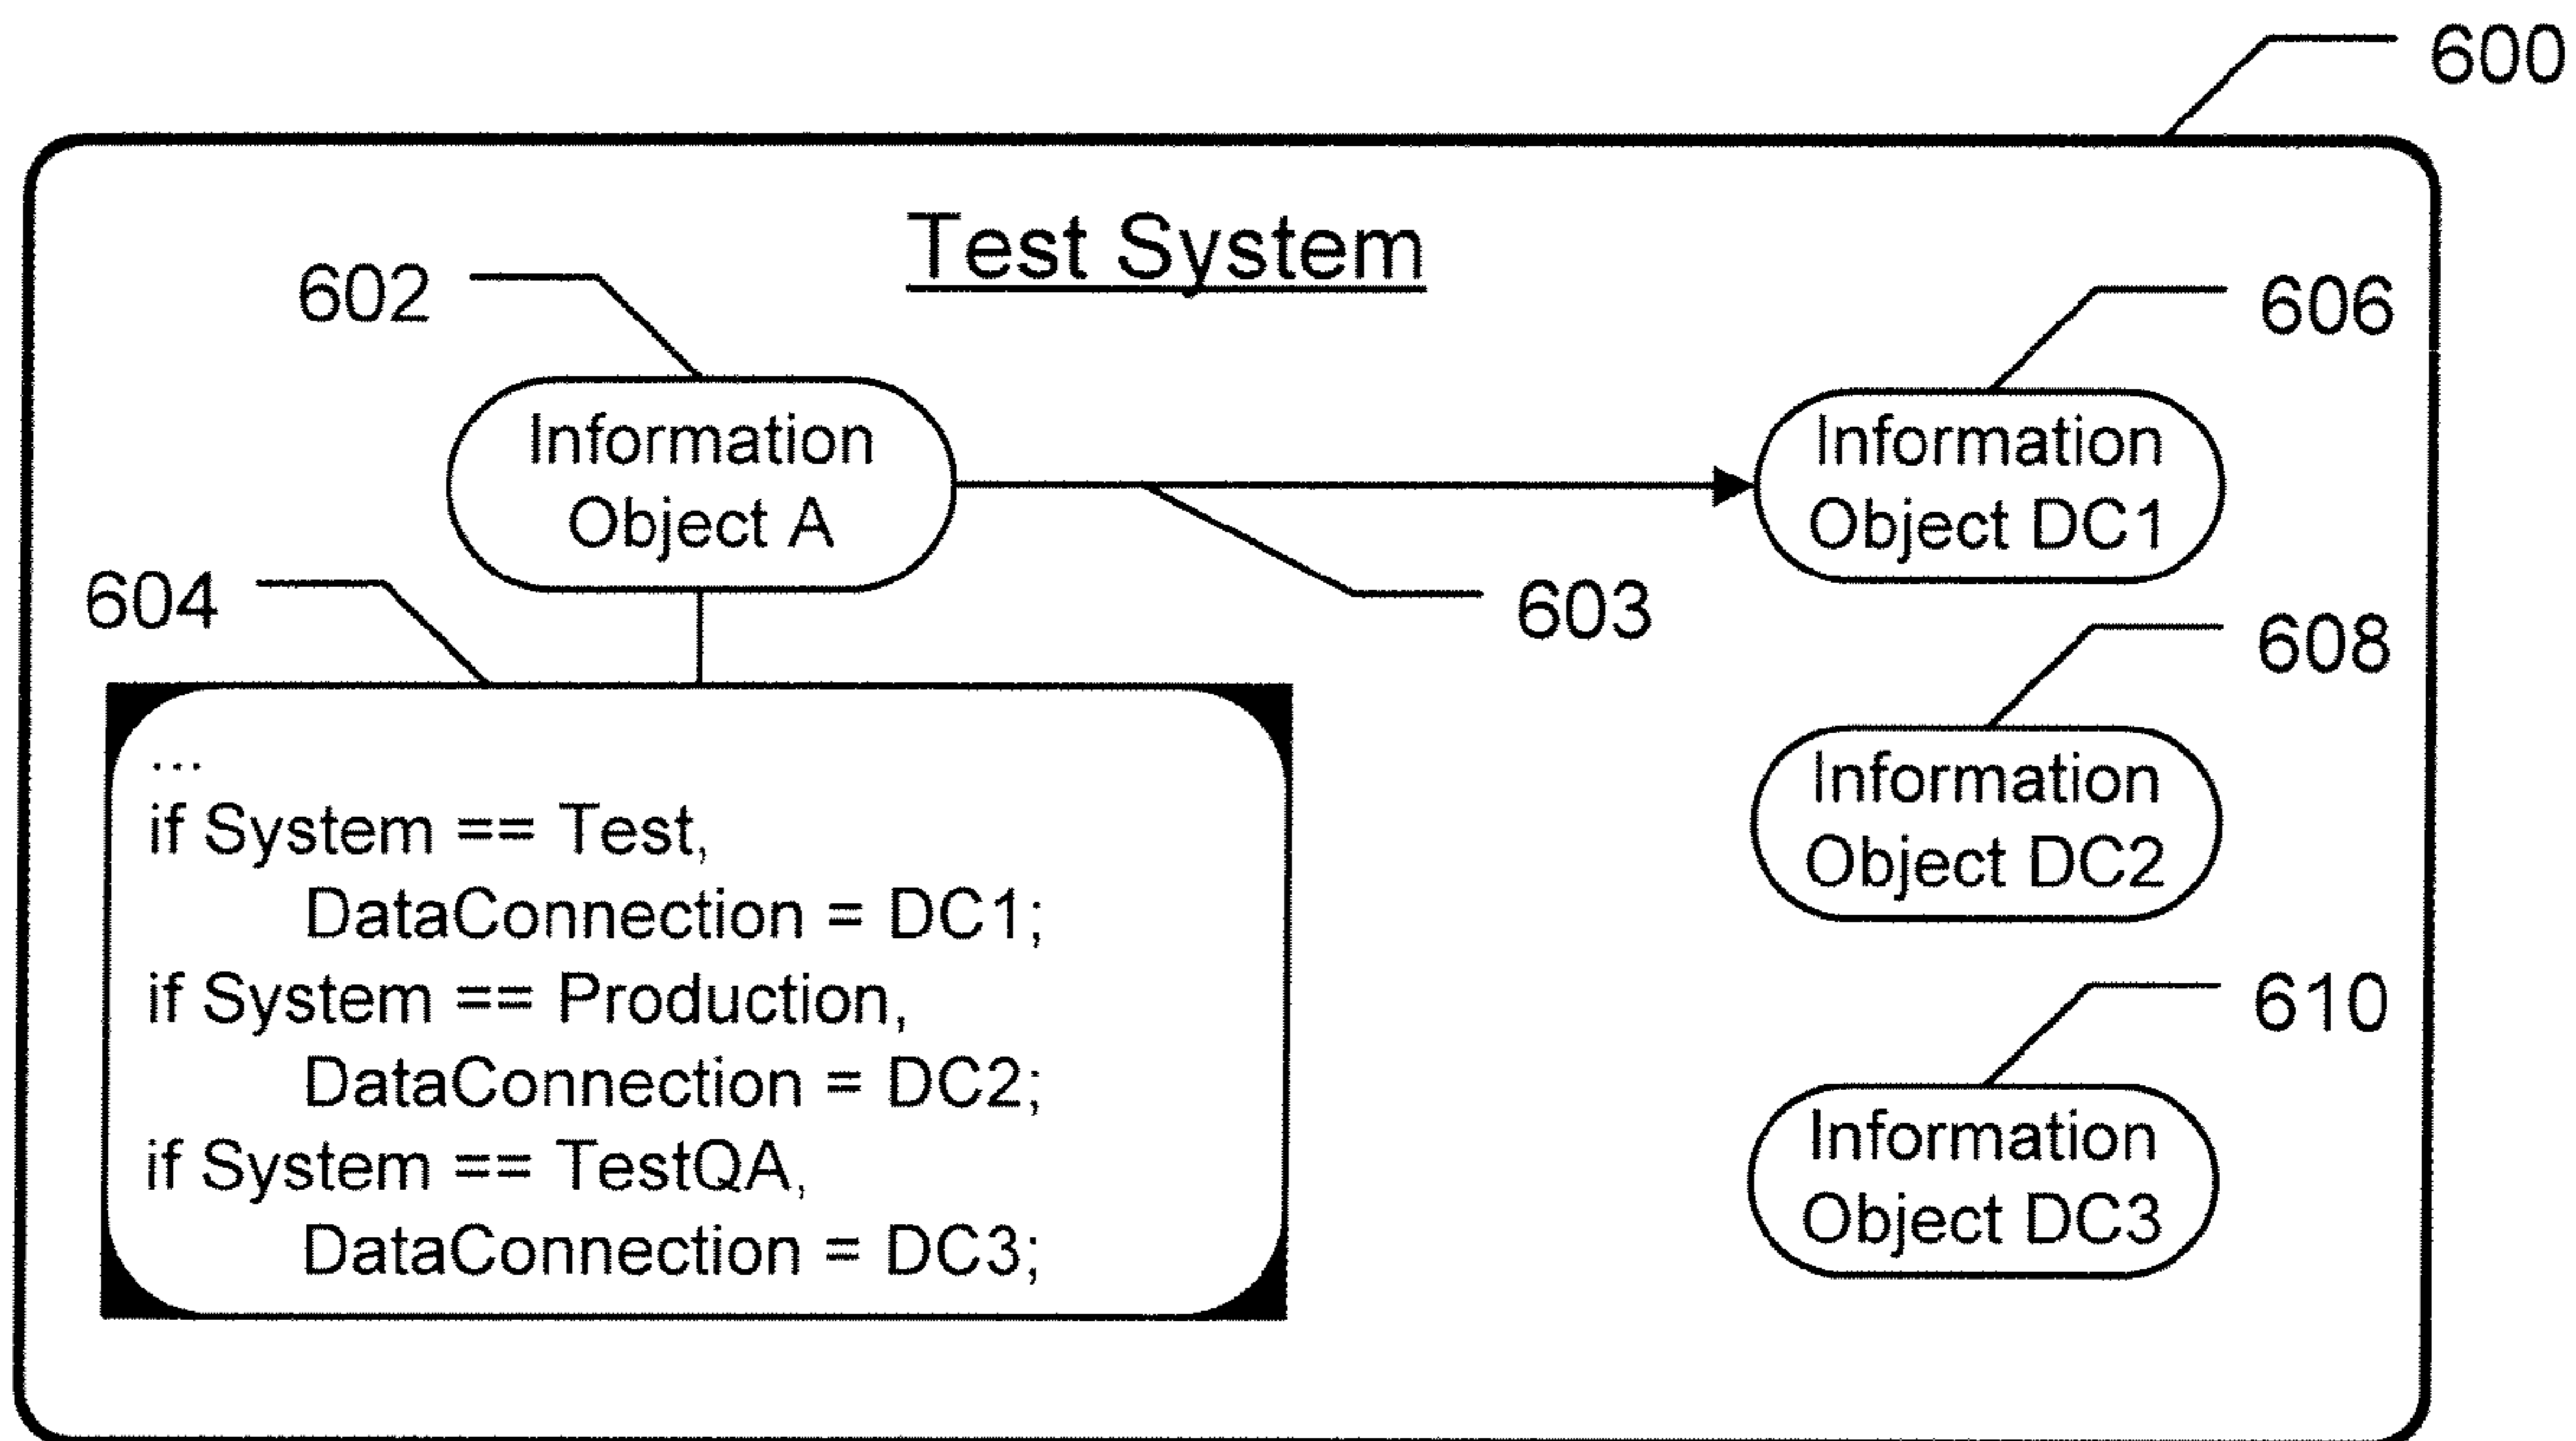 600
Test System
602
606
Information
Object A
Information
Object DC1
603
604
608
Information
Object DC2
...
if System == Test,
DataConnection = DC1;
if System == Production,
DataConnection = DC2;
if System == TestQA,
DataConnection = DC3;
610
Information
Object DC3